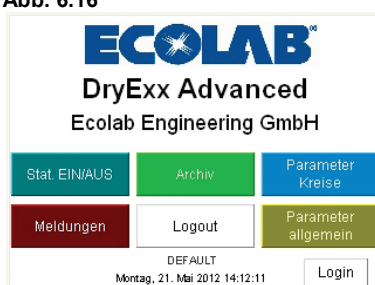 Abb. 6.16
ECOLAB®
DryExx Advanced
Ecolab Engineering GmbH
Stat. EIN/AUS
Archiv
Parameter
Kreise
Meldungen
Logout
Parameter
allgemein
DEFAULT
Montag, 21. Mai 2012 14:12:11
Login